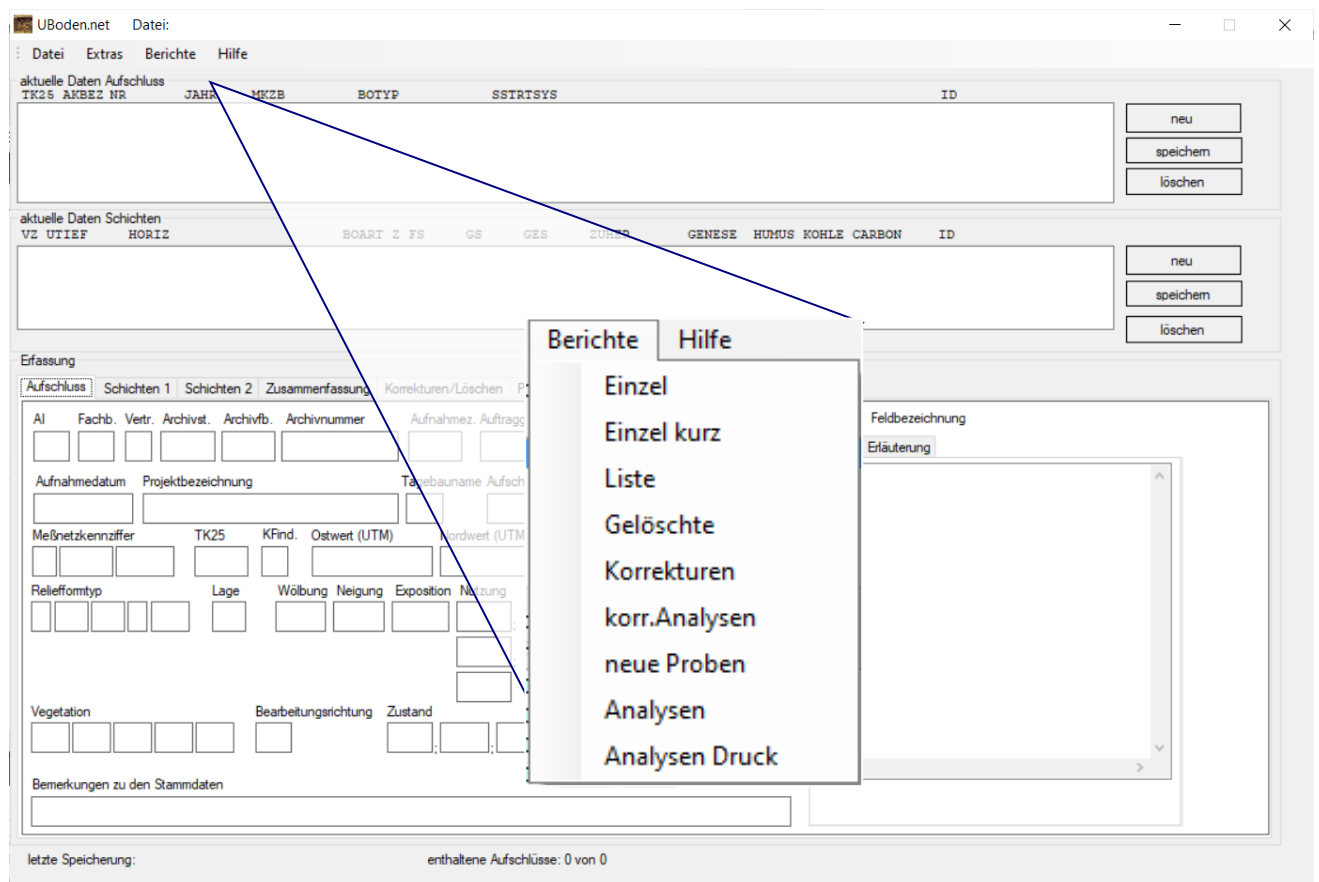 UBoden.net Datei:
Datei Extras Berichte Hilfe
aktuelle Daten Aufschluss
TK25 AKBEZ NR JAHR MKZB BOTYP SSTRTSYS ID
neu
speichern
löschen
aktuelle Daten Schichten
VZ UTIEF HORIZ BOART Z FS GS GES ZUHER GENESE HUMUS KOHLE CARBON ID
neu
speichern
löschen
Berichte Hilfe
Einzel
Einzel kurz
Liste
Gelöschte
Korrekturen
korr.Analysen
neue Proben
Analysen
Analysen Druck
Erfassung
Aufschluss Schichten 1 Schichten 2 Zusammenfassung Korrekturen/Löschen
AI Fachb. Vertr. Archivst. Archivfb. Archivnummer Aufnahmez. Auftragg
Feldbezeichnung
Erläuterung
Aufnahmedatum Projektbezeichnung Tagebauname Aufsch
Meßnetzkennziffer TK25 KFind. Ostwert (UTM) Nordwert (UTM
Reliefformtyp Lage Wölbung Neigung Exposition Nutzung
Vegetation Bearbeitungsrichtung Zustand
Bemerkungen zu den Stammdaten
letzte Speicherung: enthaltene Aufschlüsse: 0 von 0